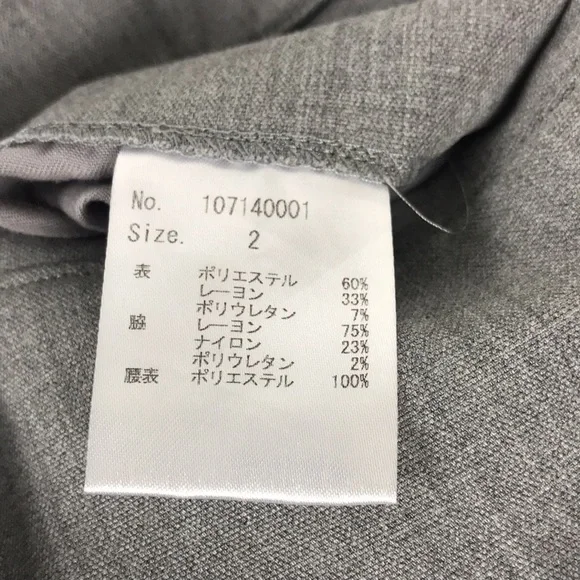 No. 107140001
Size. 2
表 ポリエステル 60%
レーヨン 33%
ポリウレタン 7%
脇 レーヨン 75%
ナイロン 23%
ポリウレタン 2%
腰表 ポリエステル 100%